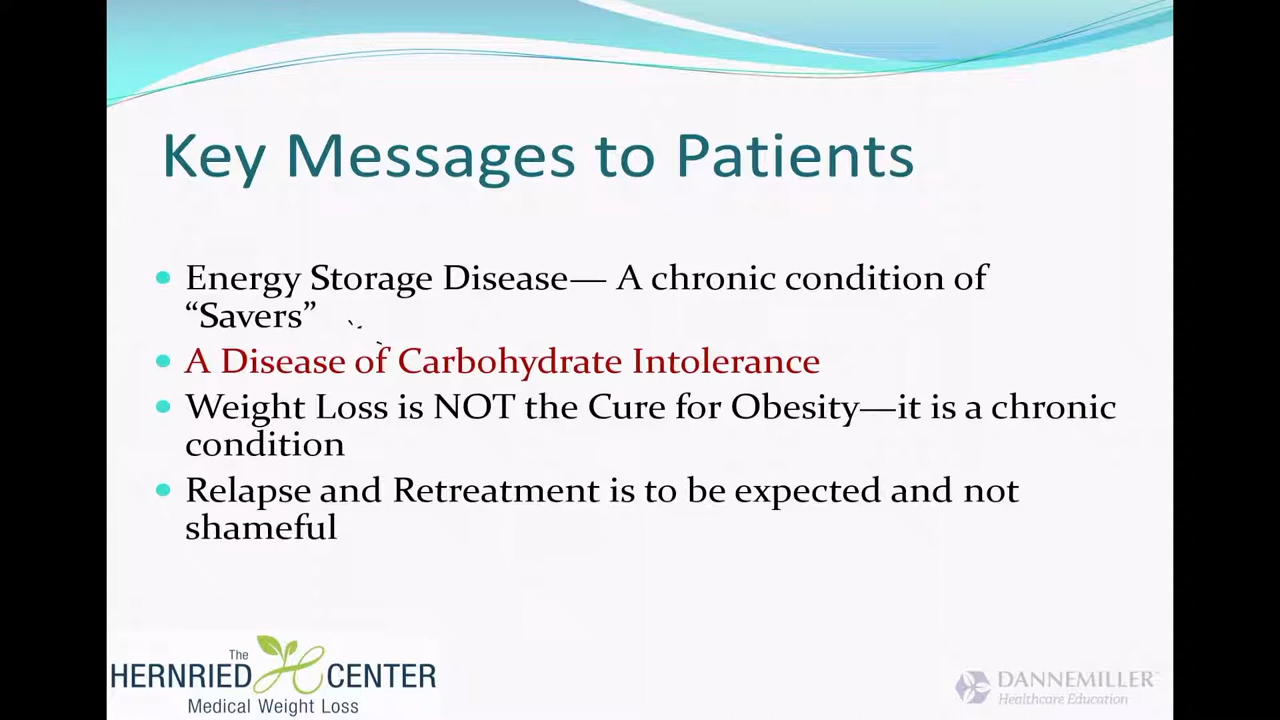 Key Messages to Patients
Energy Storage Disease— A chronic condition of
“Savers”
A Disease of Carbohydrate Intolerance
Weight Loss is NOT the Cure for Obesity—it is a chronic
condition
Relapse and Retreatment is to be expected and not
shameful
The
HERNRIED CENTER
Medical Weight Loss
DANNEMILLER
Healthcare Education